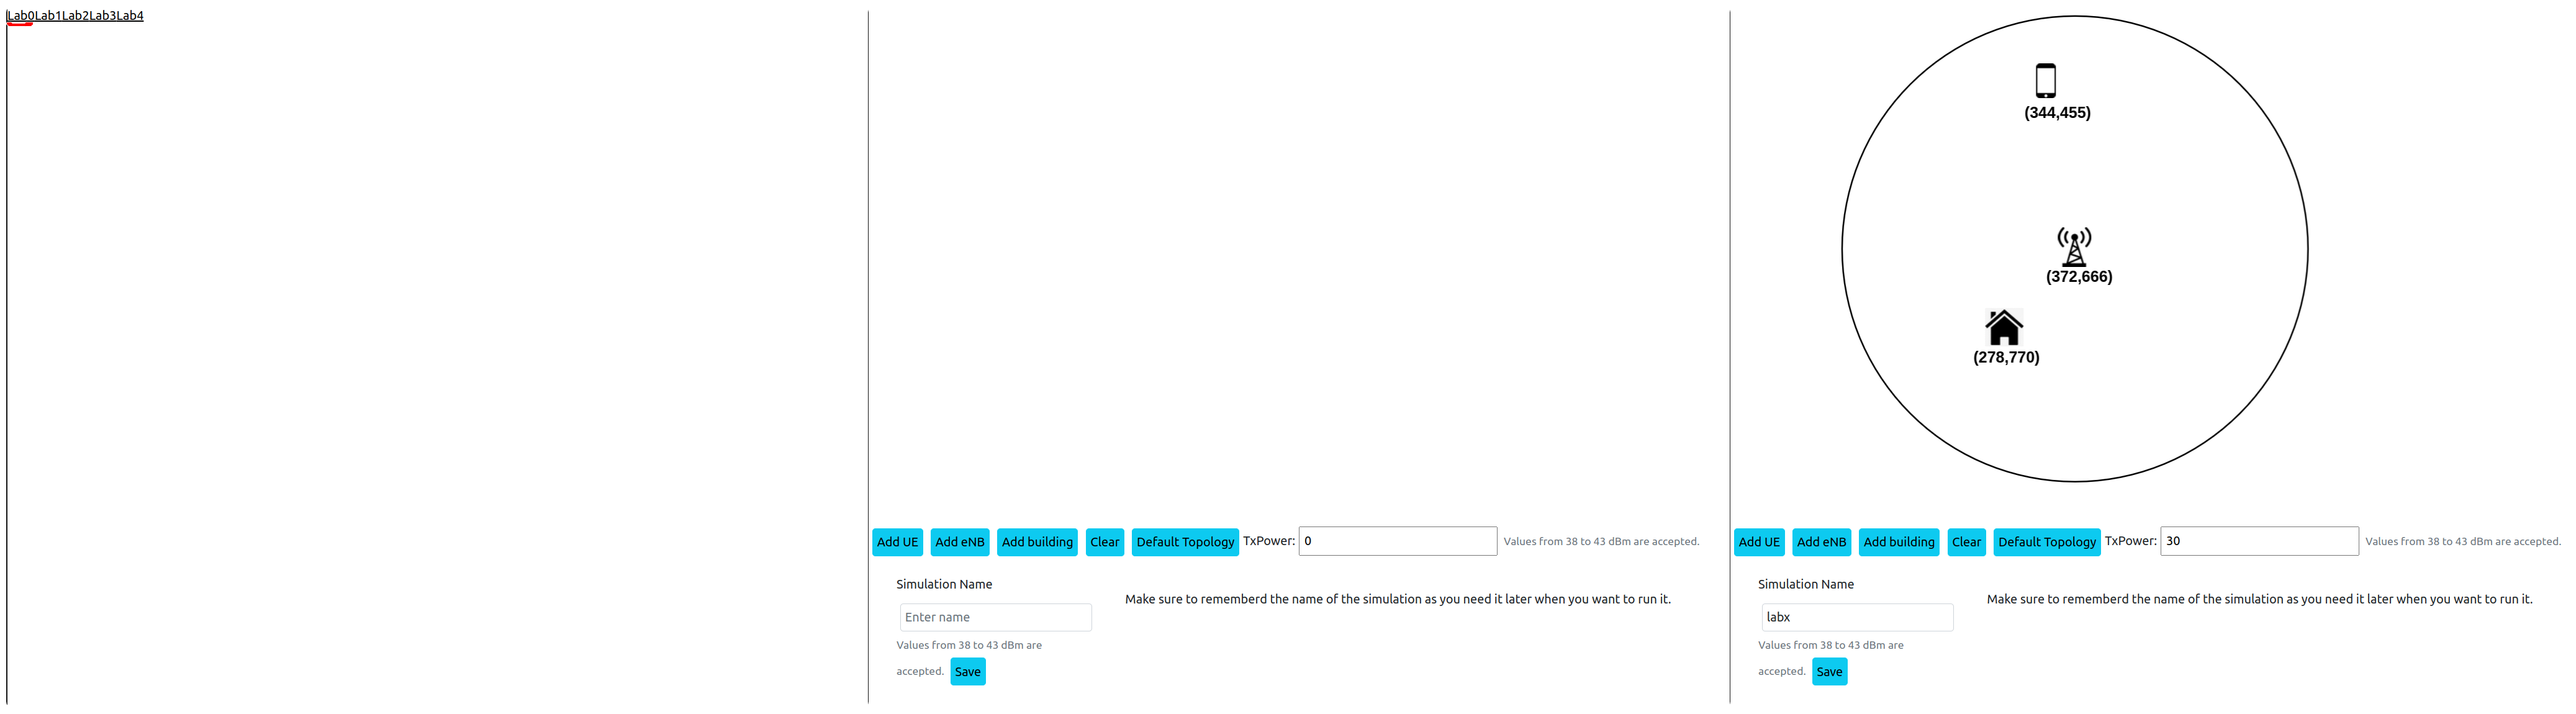 Lab0Lab1Lab2Lab3Lab4
Add UE Add eNB Add building Clear Default Topology TxPower: 0 Values from 38 to 43 dBm are accepted.
Simulation Name
Make sure to rememberd the name of the simulation as you need it later when you want to run it.
Enter name
Values from 38 to 43 dBm are
accepted. Save
(344,455)
(372,666)
(278,770)
Add UE Add eNB Add building Clear Default Topology TxPower: 30 Values from 38 to 43 dBm are accepted.
Simulation Name
Make sure to rememberd the name of the simulation as you need it later when you want to run it.
labx
Values from 38 to 43 dBm are
accepted. Save